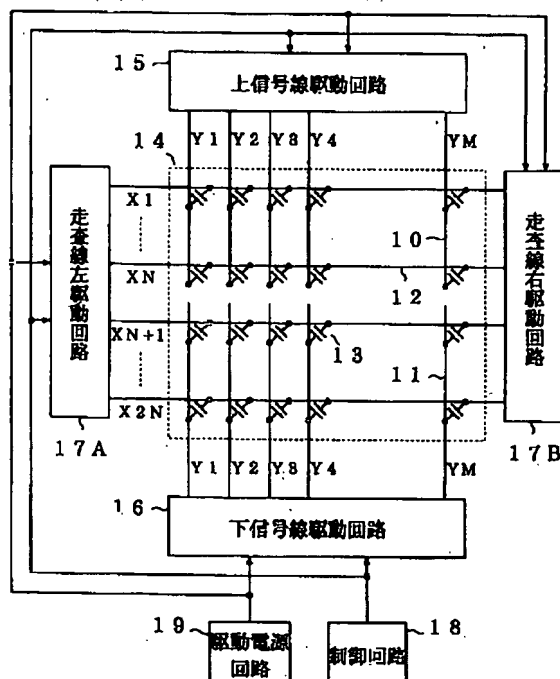 15
上信号線駆動回路
14
Y1 Y2 Y3 Y4 YM
走査線左駆動回路
X1
XN
XN+1
X2N
10
12
13
11
走査線右駆動回路
17A
17B
Y1 Y2 Y3 Y4 YM
16
下信号線駆動回路
19
駆動電源
回路
18
制御回路